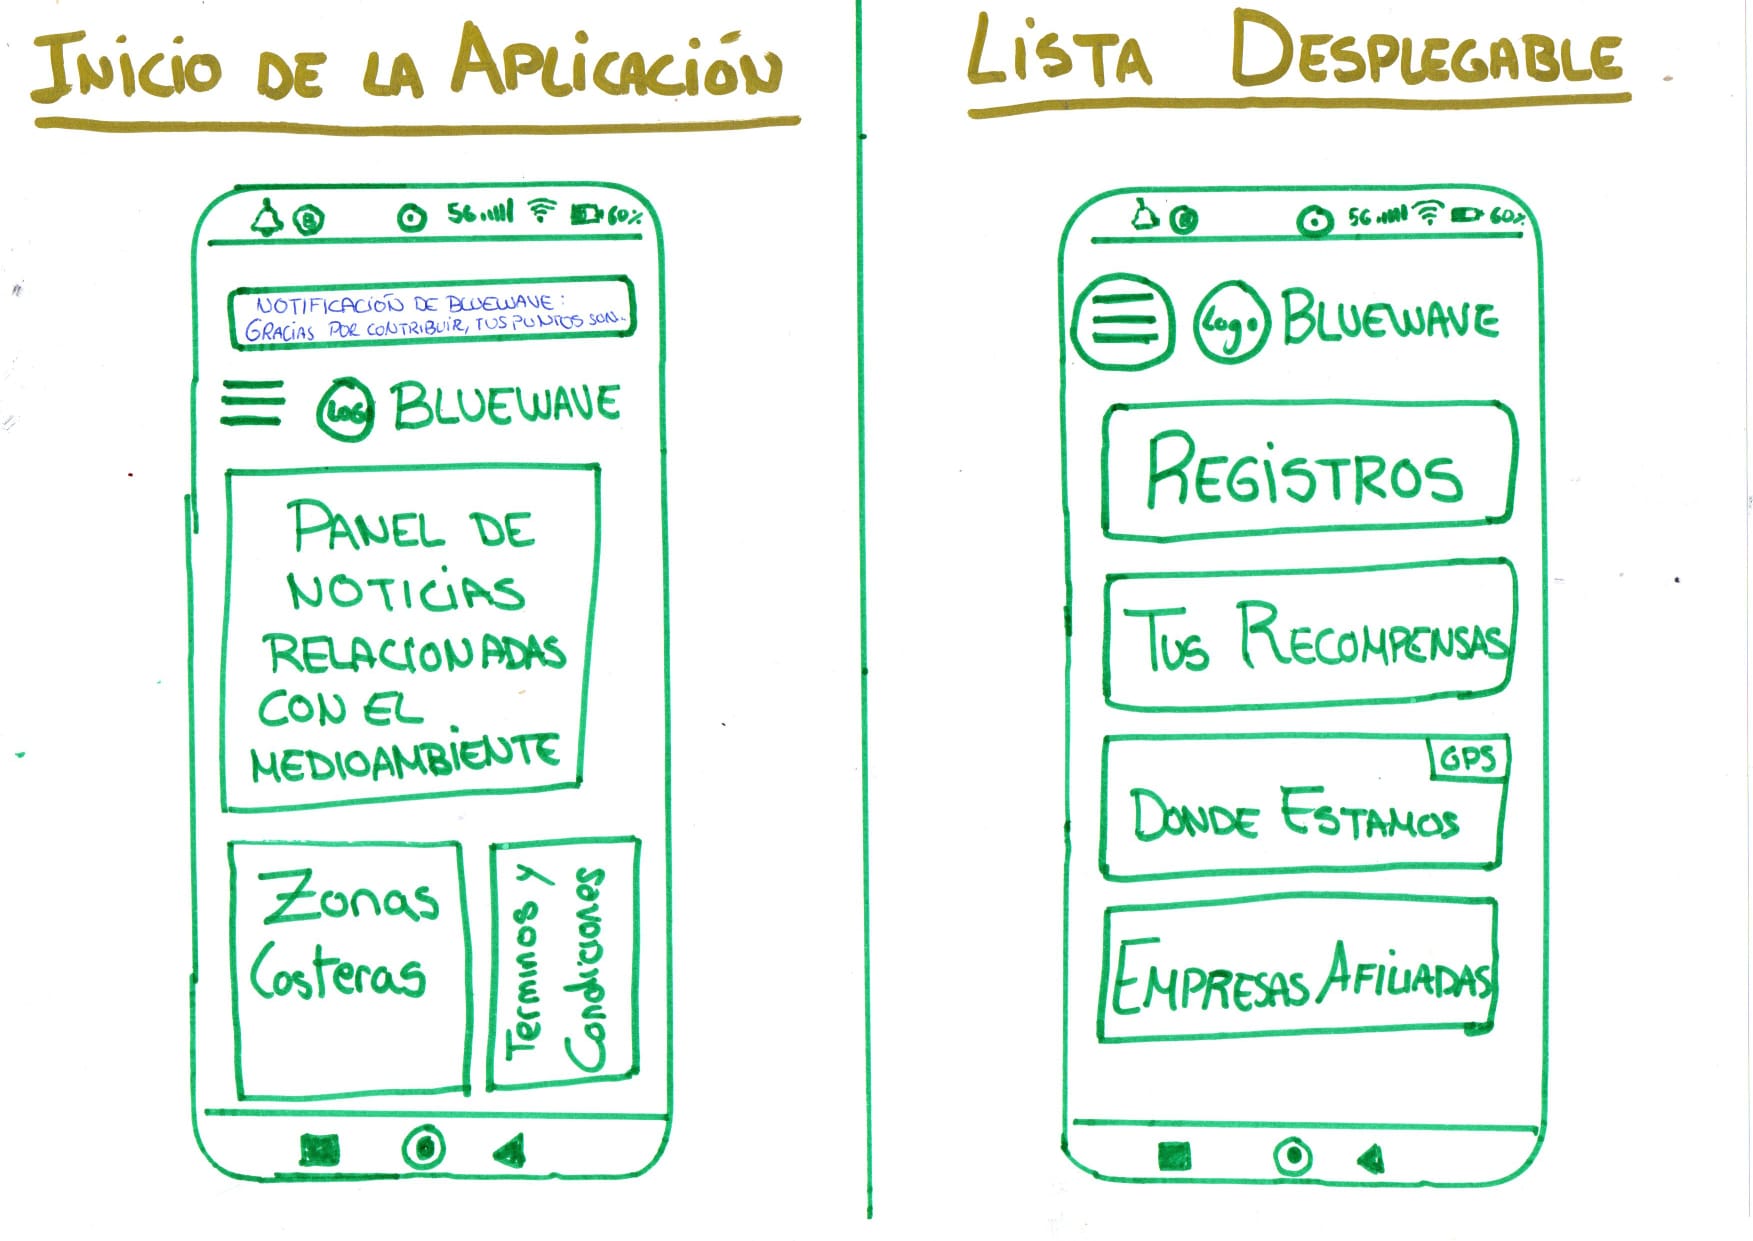 INICIO DE LA APLICACIÓN
5G 60%
NOTIFICACIÓN DE BLUEWAVE:
GRACIAS POR CONTRIBUIR, TUS PUNTOS SON..
LOGO BLUEWAVE
PANEL DE
NOTICIAS
RELACIONADAS
CON EL
MEDIOAMBIENTE
Zonas
Costeras
Terminos y
Condiciones
LISTA DESPLEGABLE
5G 60%
Logo BLUEWAVE
REGISTROS
TUS RECOMPENSAS
GPS
DONDE ESTAMOS
EMPRESAS AFILIADAS